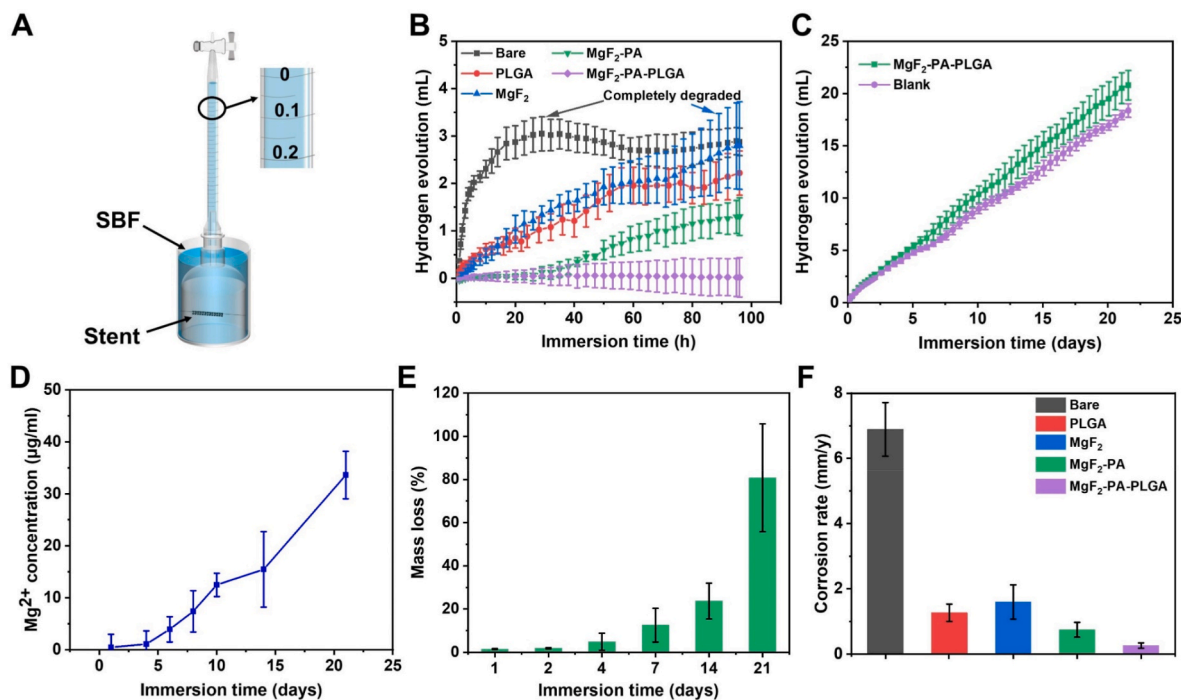 A
0
0.1
0.2
SBF
Stent
B
Hydrogen evolution (mL)
6
5
4
3
2
1
0
Bare
PLGA
MgF₂
MgF₂-PA
MgF₂-PA-PLGA
Completely degraded
0 20 40 60 80 100
Immersion time (h)
C
Hydrogen evolution (mL)
25
20
15
10
5
0
MgF₂-PA-PLGA
Blank
0 5 10 15 20 25
Immersion time (days)
D
Mg²⁺ concentration (μg/ml)
50
40
30
20
10
0
0 5 10 15 20 25
Immersion time (days)
E
Mass loss (%)
120
100
80
60
40
20
0
1 2 4 7 14 21
Immersion time (days)
F
Corrosion rate (mm/y)
8
6
4
2
0
Bare
PLGA
MgF₂
MgF₂-PA
MgF₂-PA-PLGA